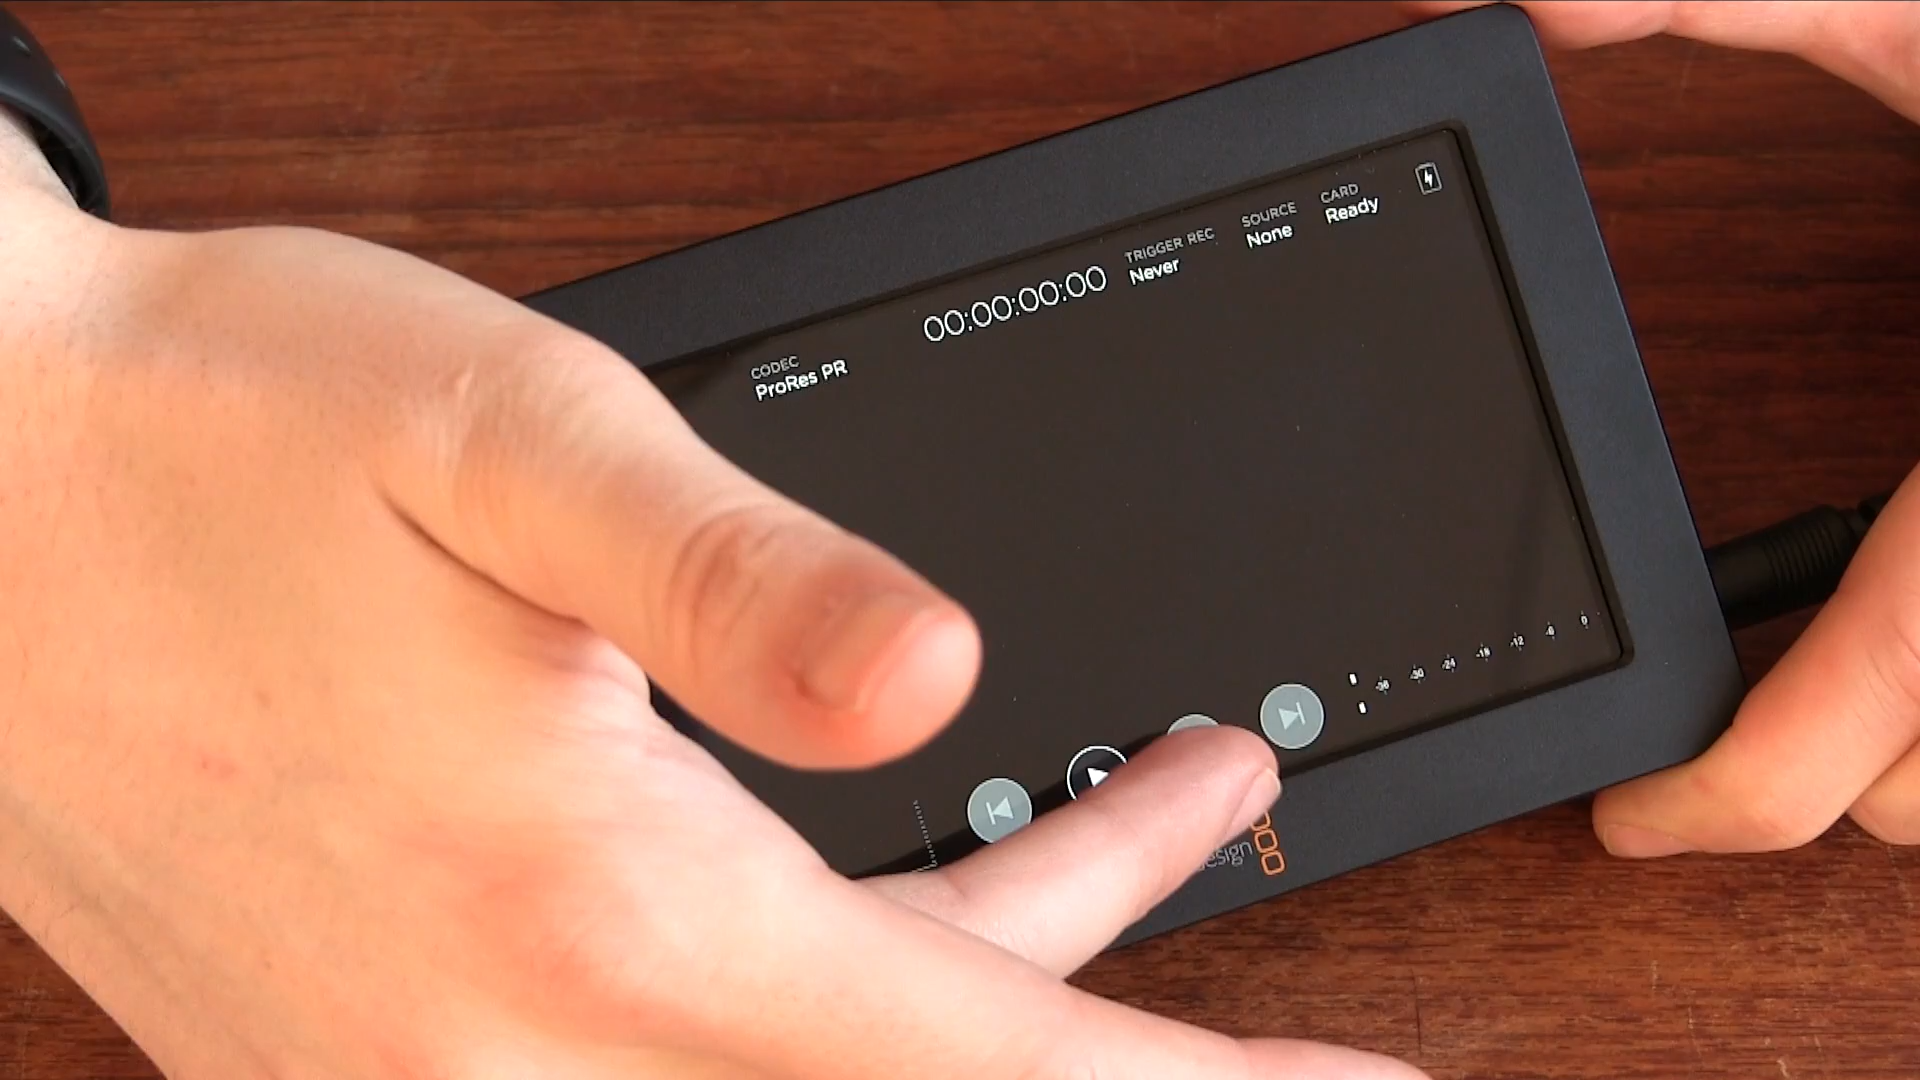 CODEC
ProRes PR
00:00:00:00
TRIGGER REC
Never
SOURCE
None
CARD
Ready
-36 -30 -24 -18 -12 -6 0